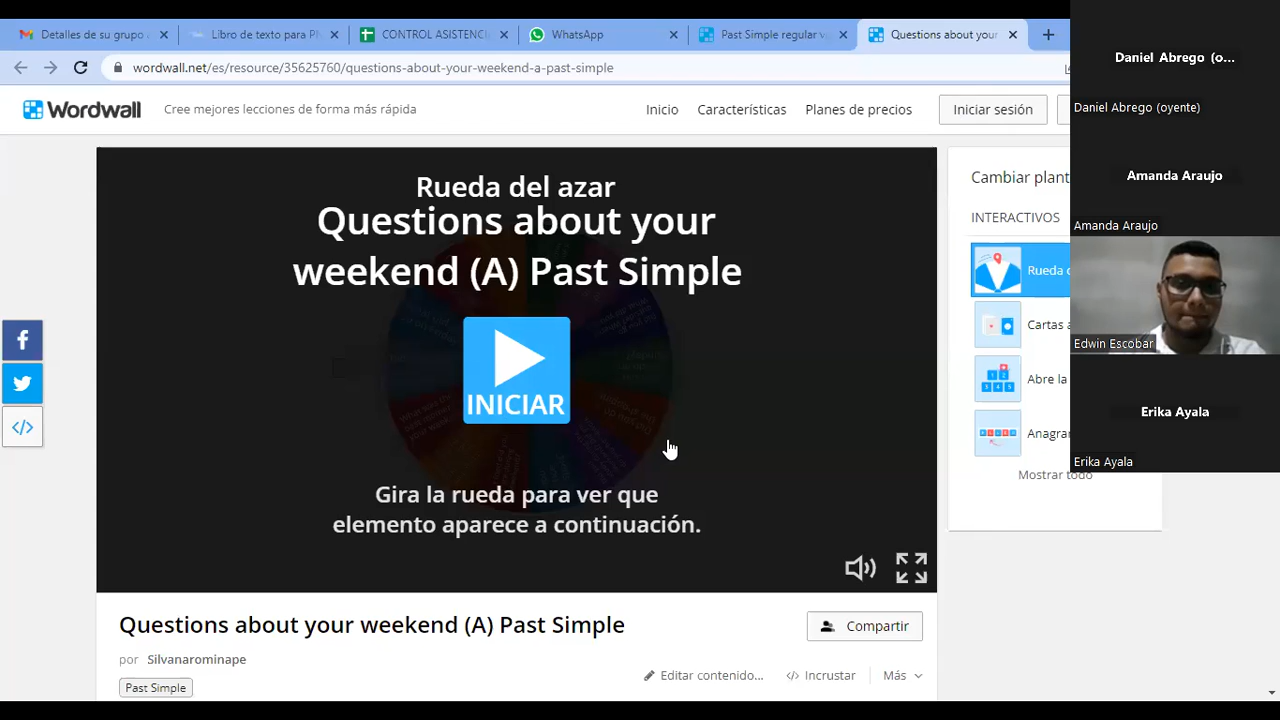 Detalles de su grupo
Libro de texto para
CONTROL ASISTENCI
WhatsApp
Past Simple regular
Questions about your
wordwall.net/es/resource/35625760/questions-about-your-weekend-a-past-simple
Wordwall
Cree mejores lecciones de forma más rápida
Inicio
Características
Planes de precios
Iniciar sesión
Rueda del azar
Questions about your
weekend (A) Past Simple
INICIAR
Gira la rueda para ver que
elemento aparece a continuación.
Cambiar plant
INTERACTIVOS
Rueda
Cartas a
Abre la
Anagra
Mostrar todo
Questions about your weekend (A) Past Simple
Compartir
por Silvanarominape
Editar contenido...
Incrustar
Más
Past Simple
Daniel Abrego (o...
Daniel Abrego (oyente)
Amanda Araujo
Amanda Araujo
Edwin Escobar
Erika Ayala
Erika Ayala